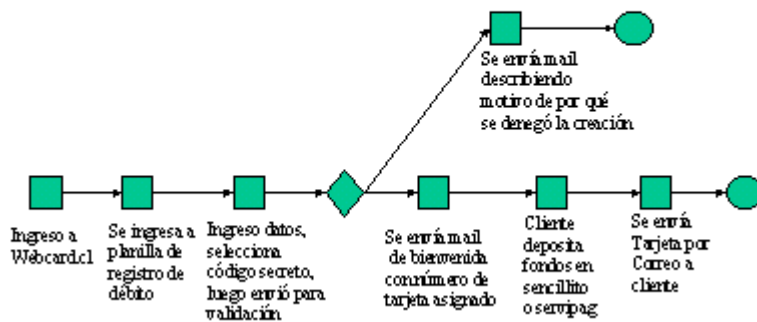 Se envía mail
describiendo
motivo de por qué
se denegó la creación
Ingreso a
Webcard.cl
Se ingresa a
planilla de
registro de
débito
Ingreso datos,
selecciona
código secreto,
luego envió para
validación
Se envía mail
de bienvenida
con número de
tarjeta asignado
Cliente
deposita
fondos en
sencillito
o servipag
Se envía
Tarjeta por
Correo a
cliente